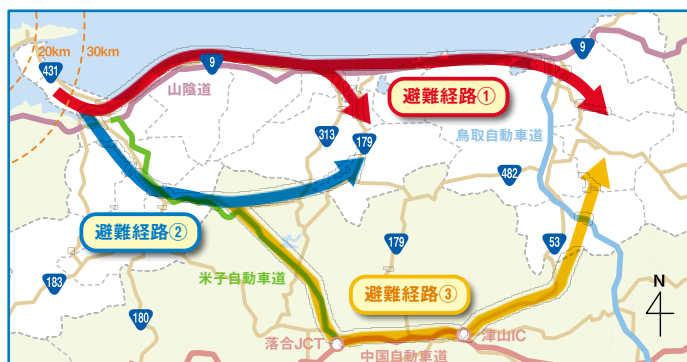 20km
30km
431
9
9
山陰道
避難経路①
鳥取自動車道
313
179
482
避難経路②
179
53
183
米子自動車道
避難経路③
180
N
落合JCT
津山IC
中国自動車道